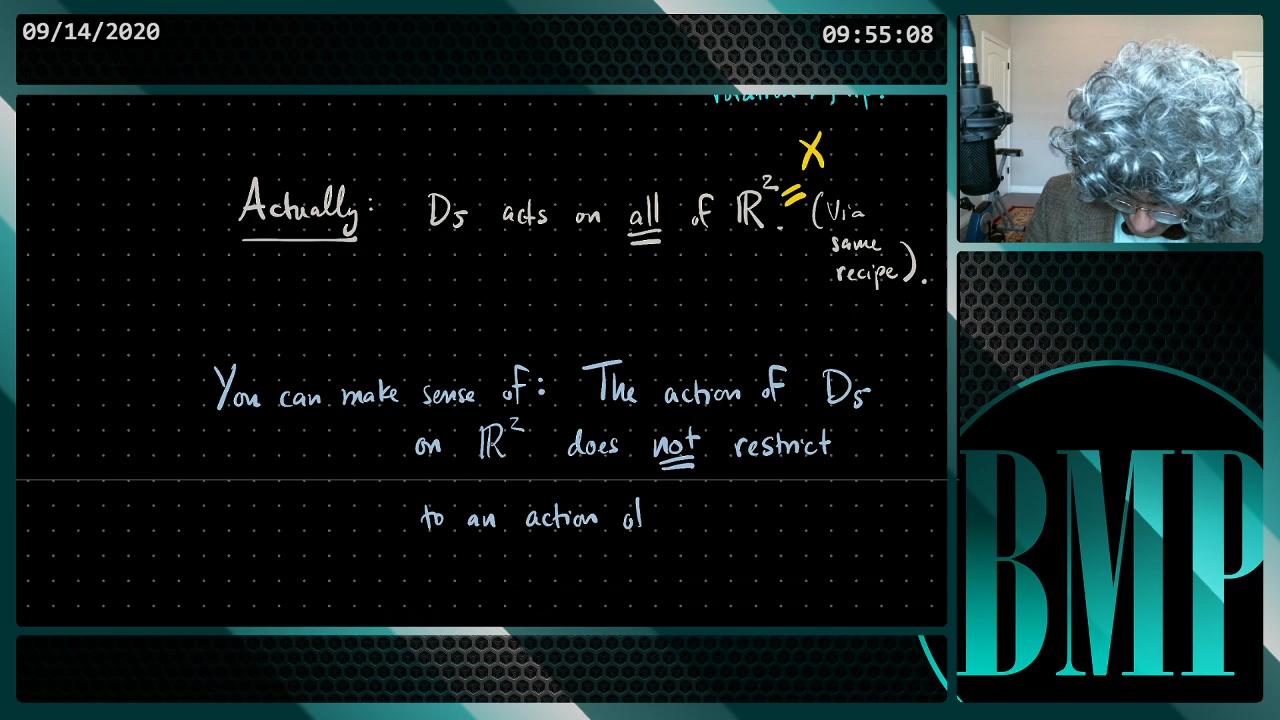 09/14/2020
09:55:08
X
Actually: D5 acts on all of ℝ². = (Via
same
recipe).
You can make sense of: The action of D5
on ℝ² does not restrict
to an action of
BMP